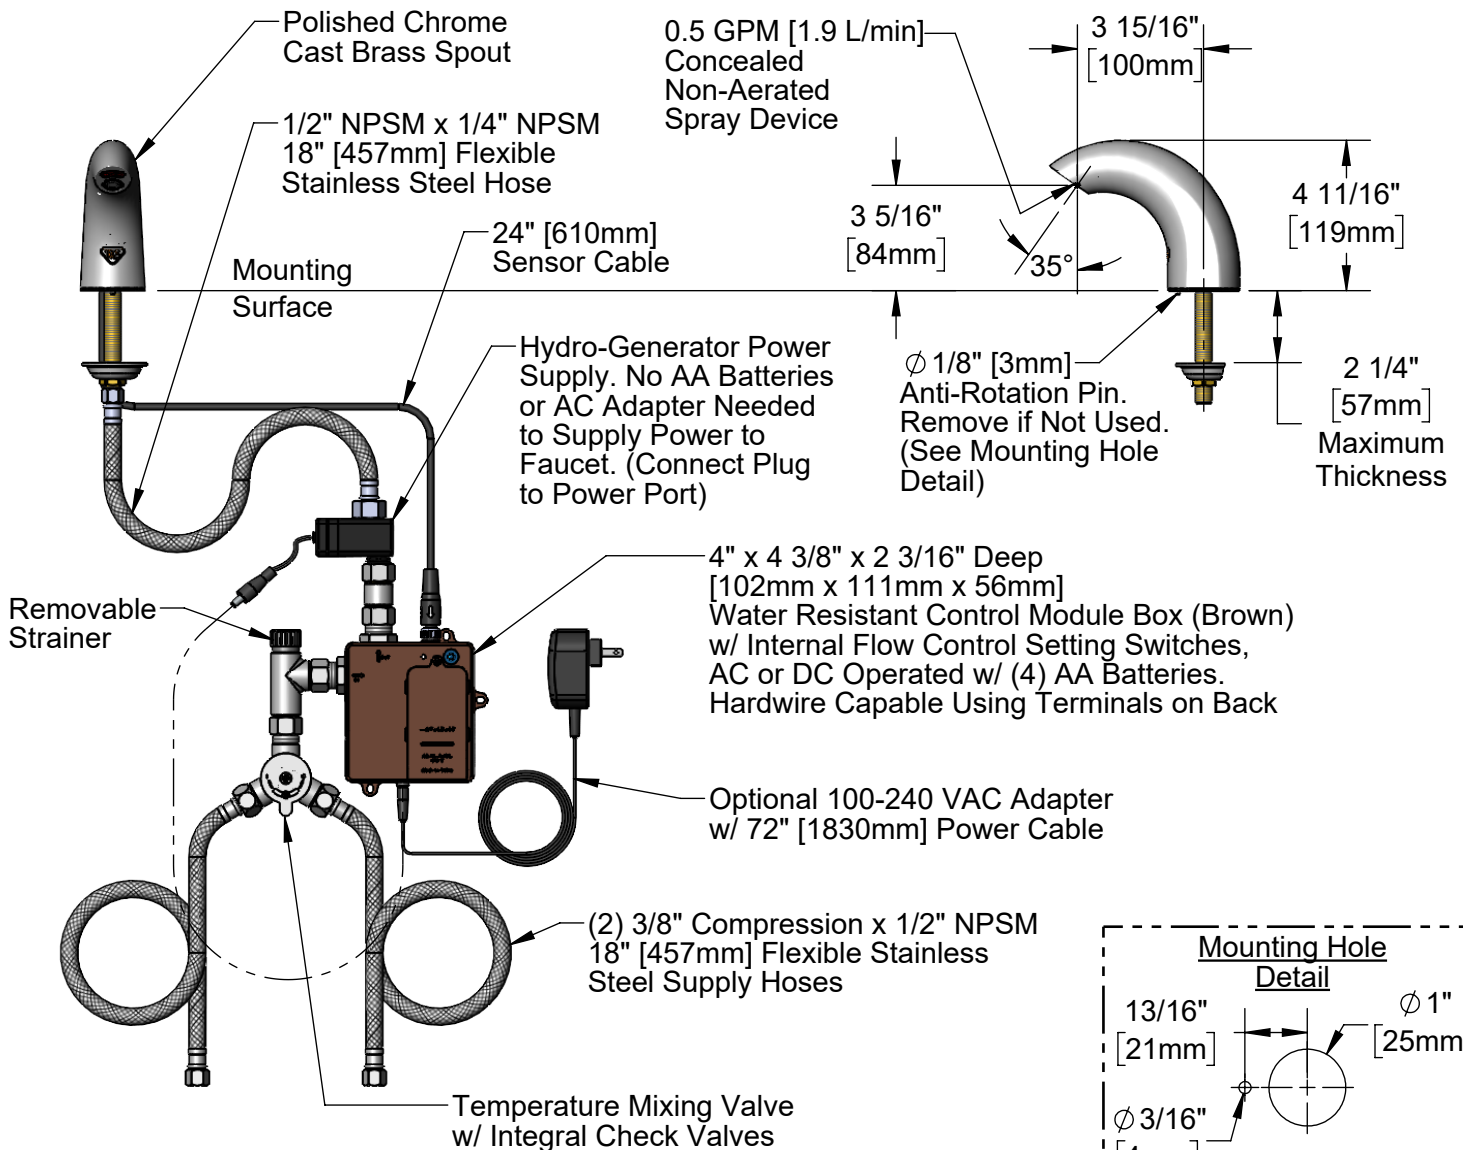 Polished Chrome
Cast Brass Spout
0.5 GPM [1.9 L/min]
Concealed
Non-Aerated
Spray Device
3 15/16"
[100mm]
1/2" NPSM x 1/4" NPSM
18" [457mm] Flexible
Stainless Steel Hose
3 5/16"
[84mm]
35°
4 11/16"
[119mm]
24" [610mm]
Sensor Cable
Mounting
Surface
Hydro-Generator Power
Supply. No AA Batteries
or AC Adapter Needed
to Supply Power to
Faucet. (Connect Plug
to Power Port)
∅ 1/8" [3mm]
Anti-Rotation Pin.
Remove if Not Used.
(See Mounting Hole
Detail)
2 1/4"
[57mm]
Maximum
Thickness
4" x 4 3/8" x 2 3/16" Deep
[102mm x 111mm x 56mm]
Water Resistant Control Module Box (Brown)
w/ Internal Flow Control Setting Switches,
AC or DC Operated w/ (4) AA Batteries.
Hardwire Capable Using Terminals on Back
Removable
Strainer
Optional 100-240 VAC Adapter
w/ 72" [1830mm] Power Cable
(2) 3/8" Compression x 1/2" NPSM
18" [457mm] Flexible Stainless
Steel Supply Hoses
Temperature Mixing Valve
w/ Integral Check Valves
Mounting Hole
Detail
13/16"
[21mm]
∅ 1"
[25mm
∅ 3/16"